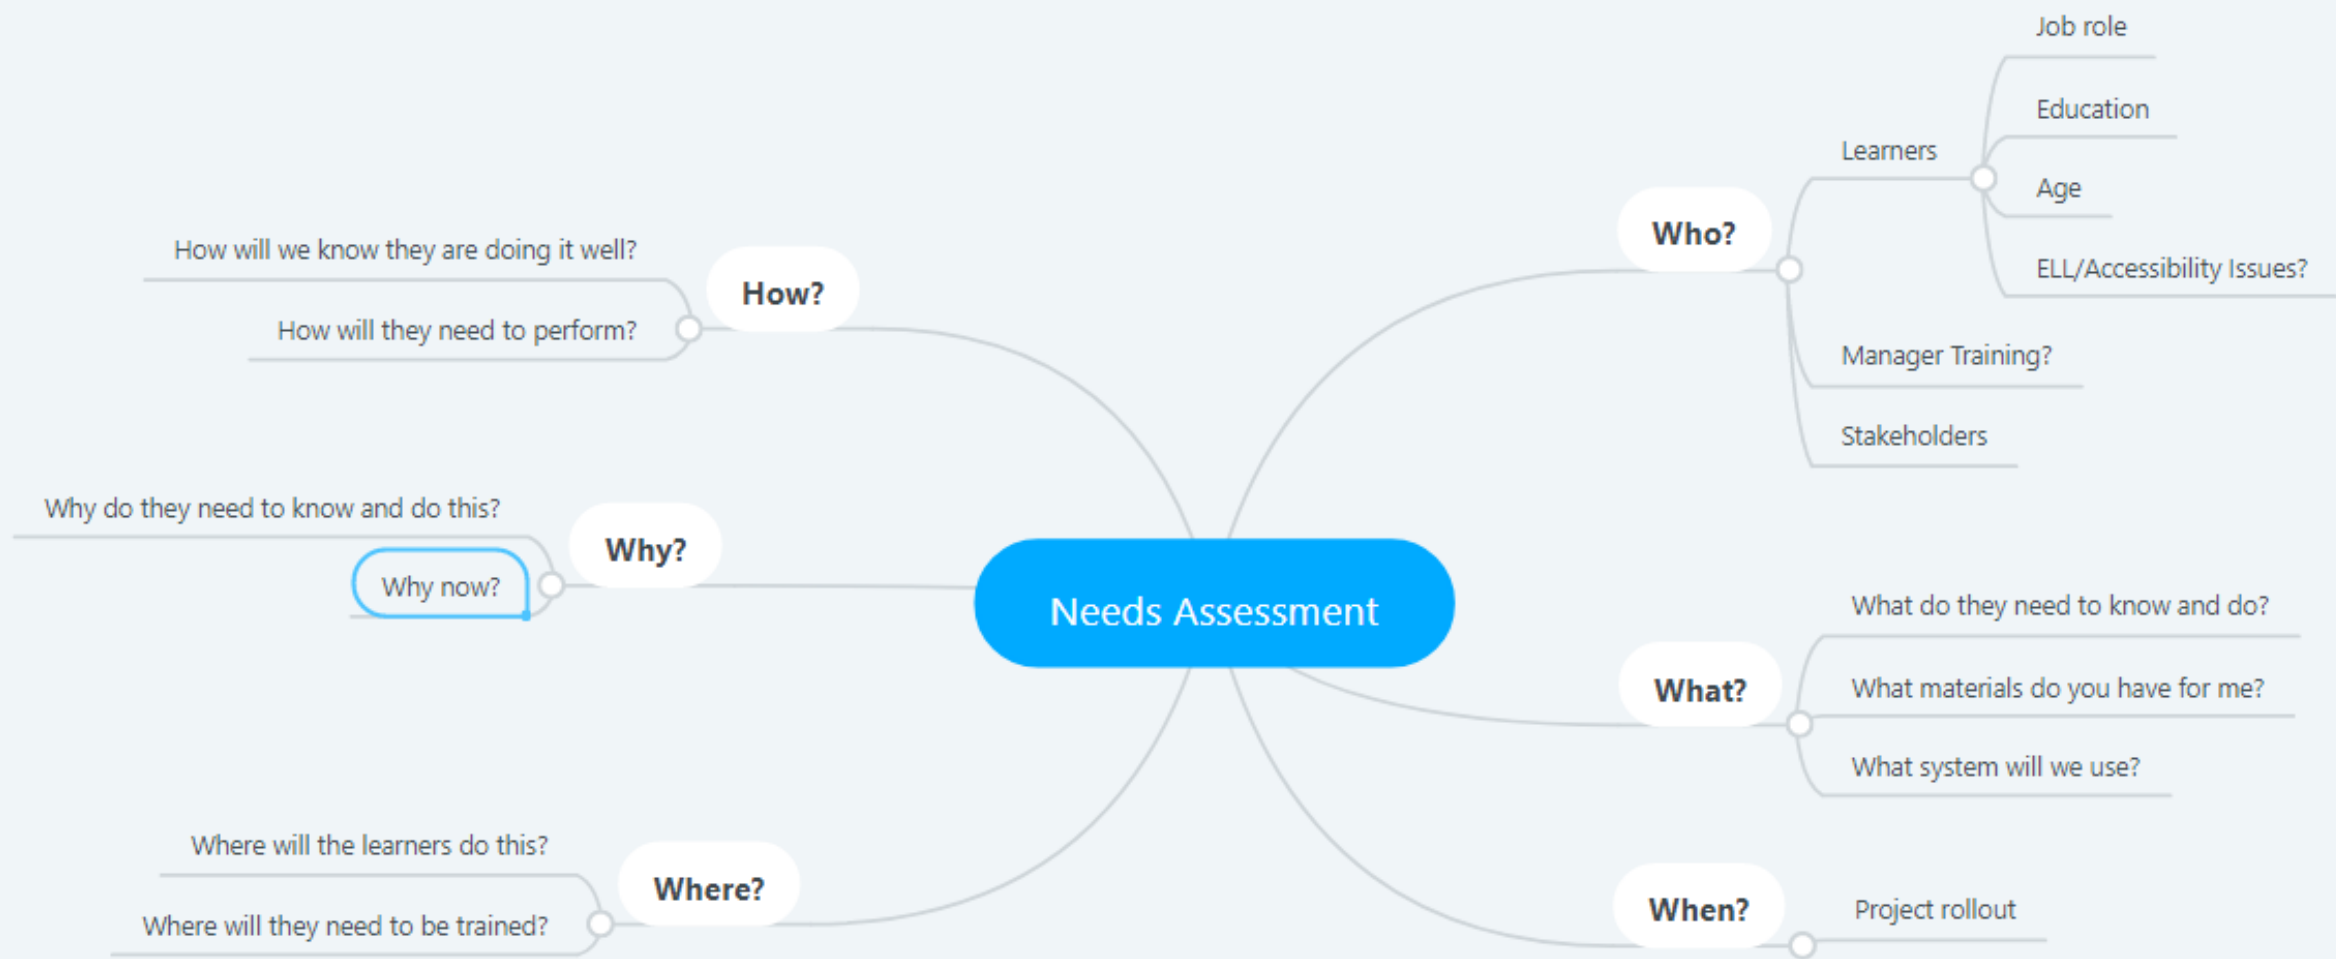 Needs Assessment
Who?
Learners
Job role
Education
Age
ELL/Accessibility Issues?
Manager Training?
Stakeholders
What?
What do they need to know and do?
What materials do you have for me?
What system will we use?
When?
Project rollout
How?
How will we know they are doing it well?
How will they need to perform?
Why?
Why do they need to know and do this?
Why now?
Where?
Where will the learners do this?
Where will they need to be trained?